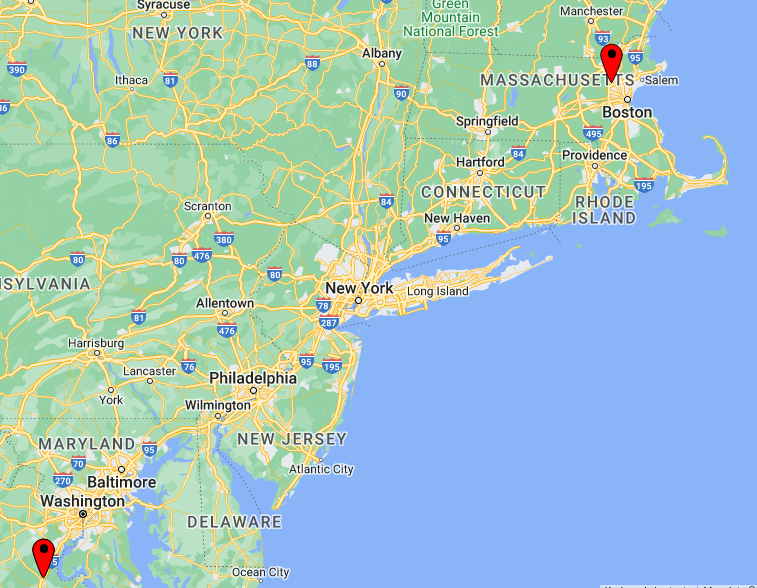 Syracuse
Green
Mountain
National Forest
Manchester
NEW YORK
93
Albany
95
390
88
Ithaca
81
MASSACHUSETTS
Salem
90
Boston
86
Springfield
495
Hartford
84
Providence
195
CONNECTICUT
84
RHODE
ISLAND
Scranton
New Haven
95
380
80
80
476
80
SYLVANIA
New York
Long Island
Allentown
78
81
287
476
Harrisburg
95
195
76
Lancaster
Philadelphia
York
Wilmington
MARYLAND
95
NEW JERSEY
70
Atlantic City
270
Baltimore
Washington
DELAWARE
Ocean City